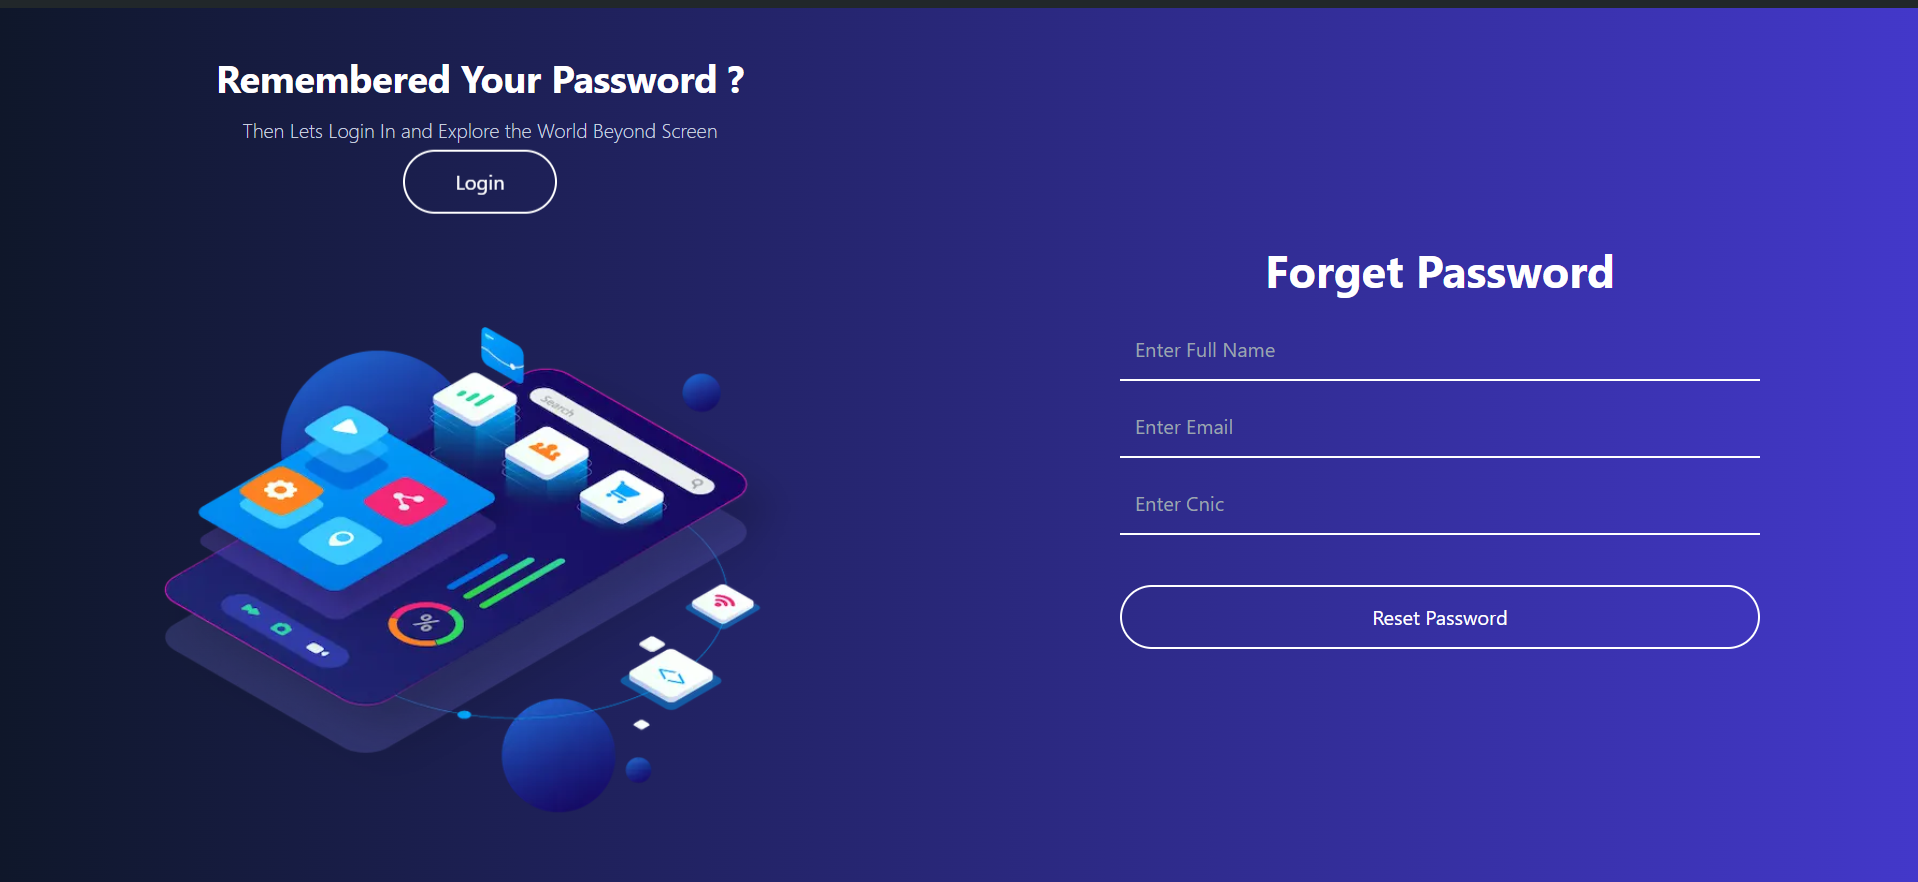 Remembered Your Password ?
Then Lets Login In and Explore the World Beyond Screen
Login
Search
%
Forget Password
Enter Full Name
Enter Email
Enter Cnic
Reset Password